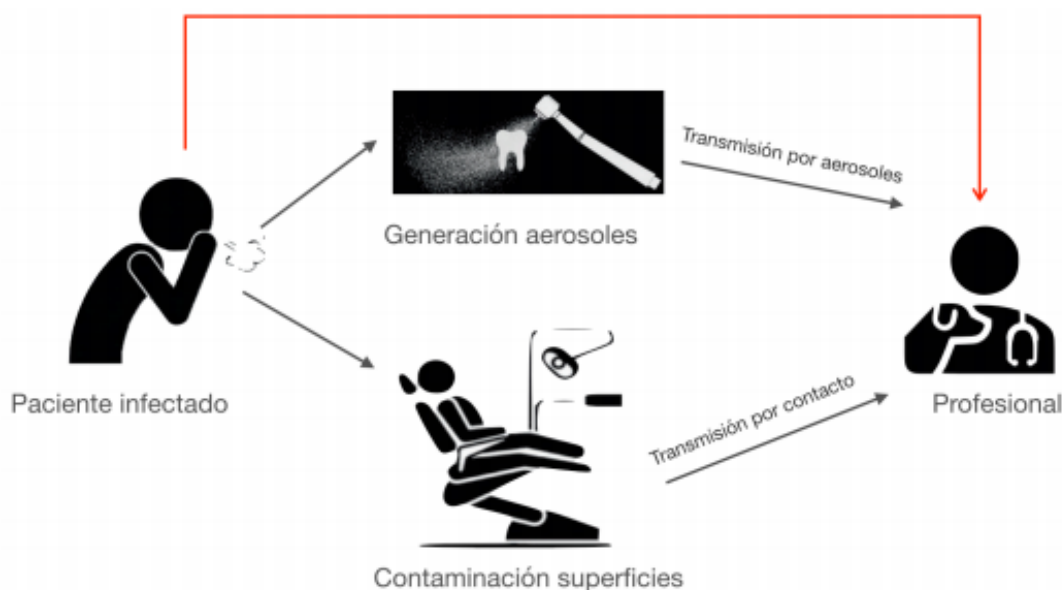 Transmisión por aerosoles
Generación aerosoles
Paciente infectado
Transmisión por contacto
Profesional
Contaminación superficies